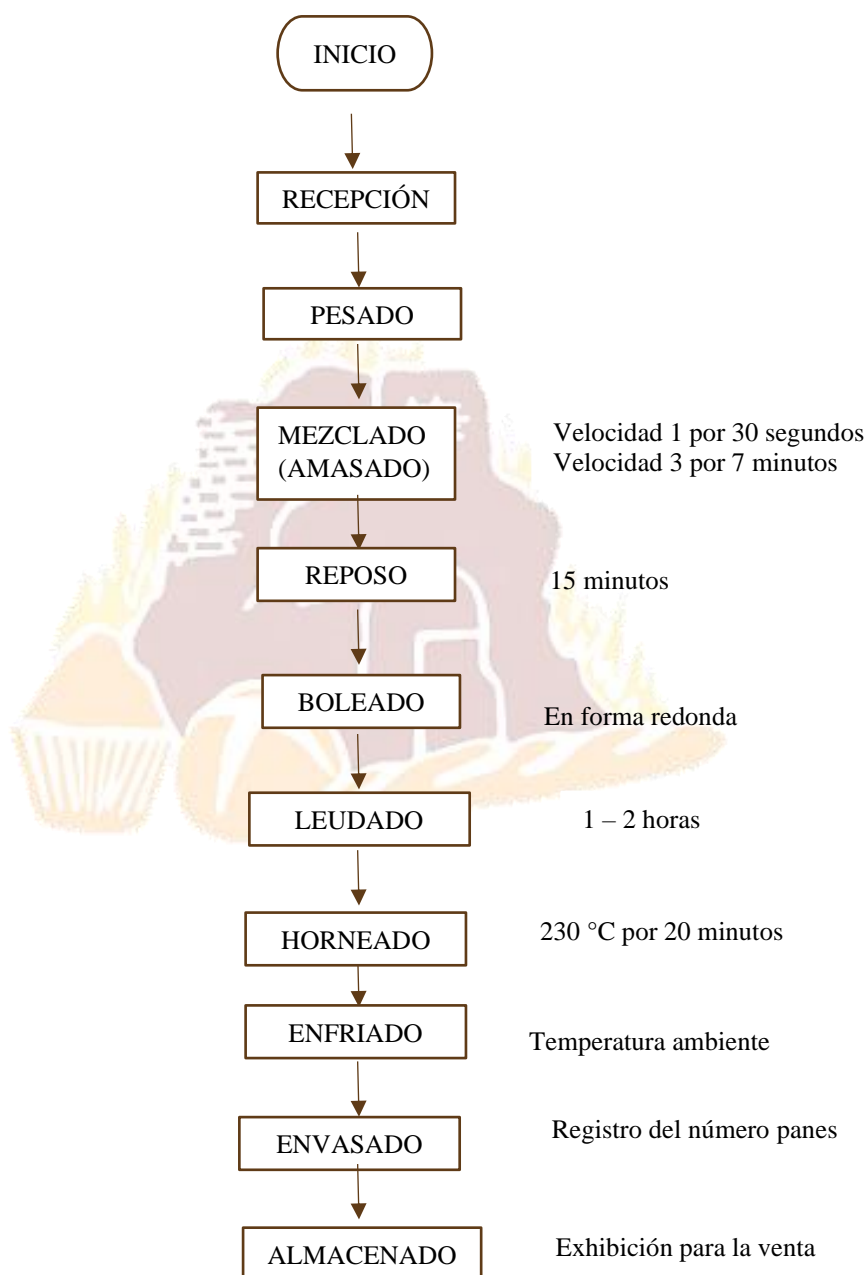 INICIO
RECEPCIÓN
PESADO
MEZCLADO
(AMASADO)
Velocidad 1 por 30 segundos
Velocidad 3 por 7 minutos
REPOSO
15 minutos
BOLEADO
En forma redonda
LEUDADO
1 – 2 horas
HORNEADO
230 °C por 20 minutos
ENFRIADO
Temperatura ambiente
ENVASADO
Registro del número panes
ALMACENADO
Exhibición para la venta